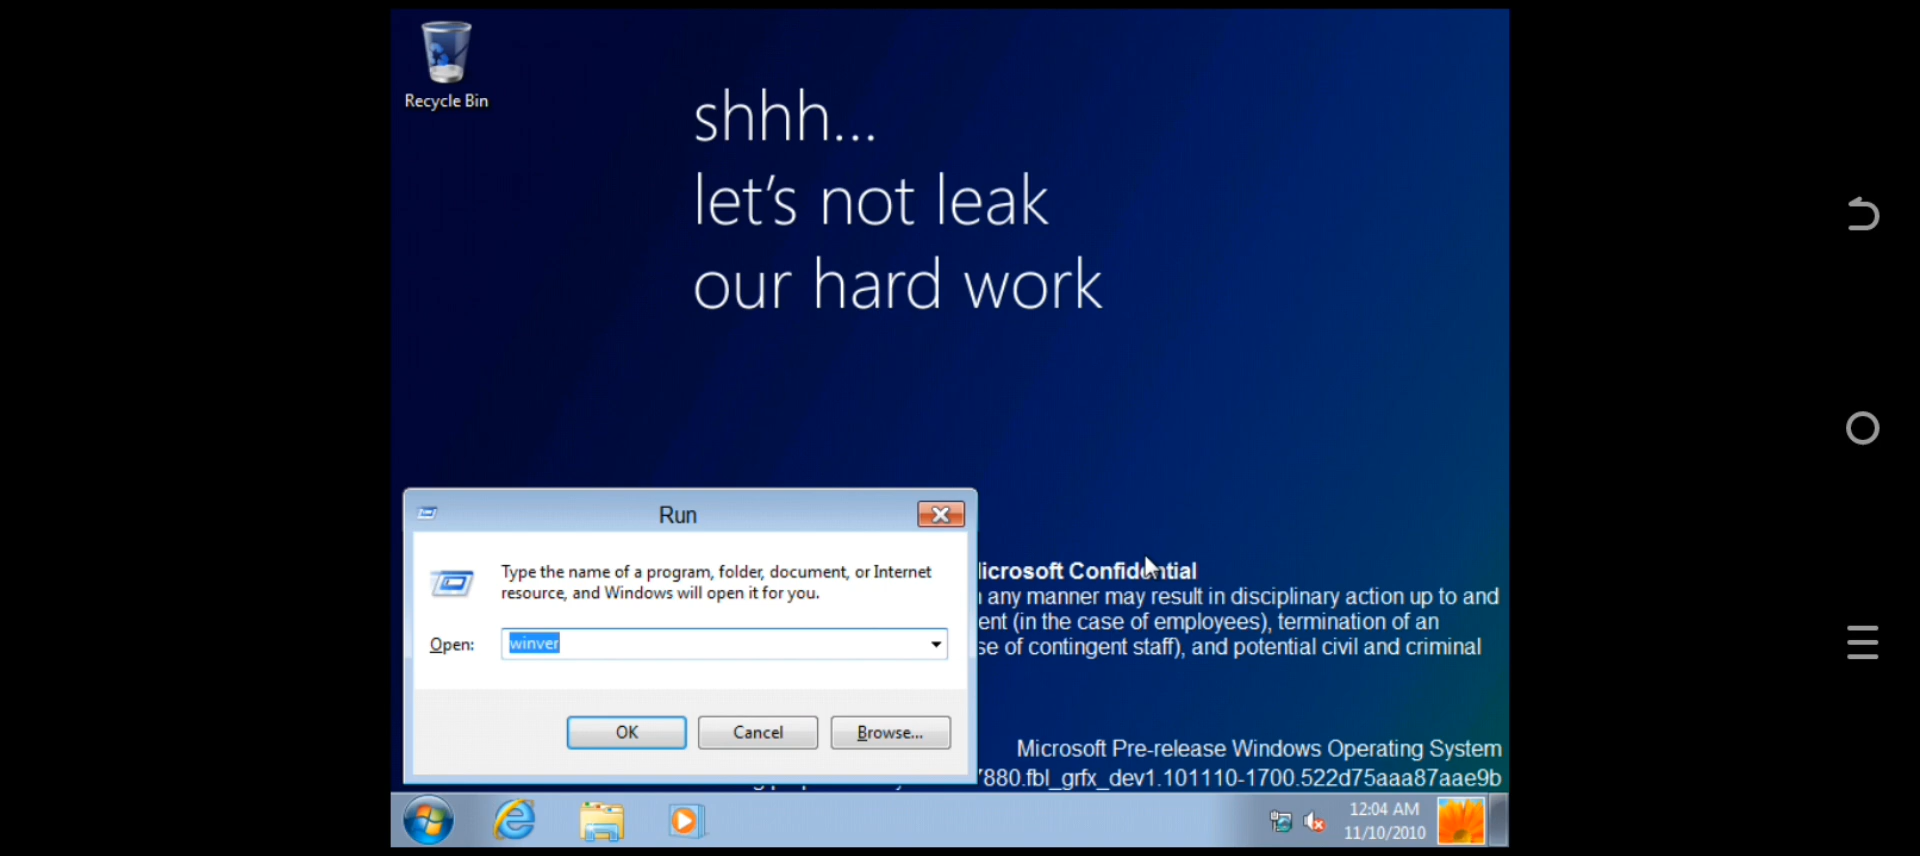 Recycle Bin
shhh...
let's not leak
our hard work
Run
Type the name of a program, folder, document, or Internet
resource, and Windows will open it for you.
Open: winver
OK Cancel Browse...
icrosoft Confidential
any manner may result in disciplinary action up to and
ent (in the case of employees), termination of an
se of contingent staff), and potential civil and criminal
Microsoft Pre-release Windows Operating System
880.fbl_grfx_dev1.101110-1700.522d75aaa87aae9b
12:04 AM
11/10/2010